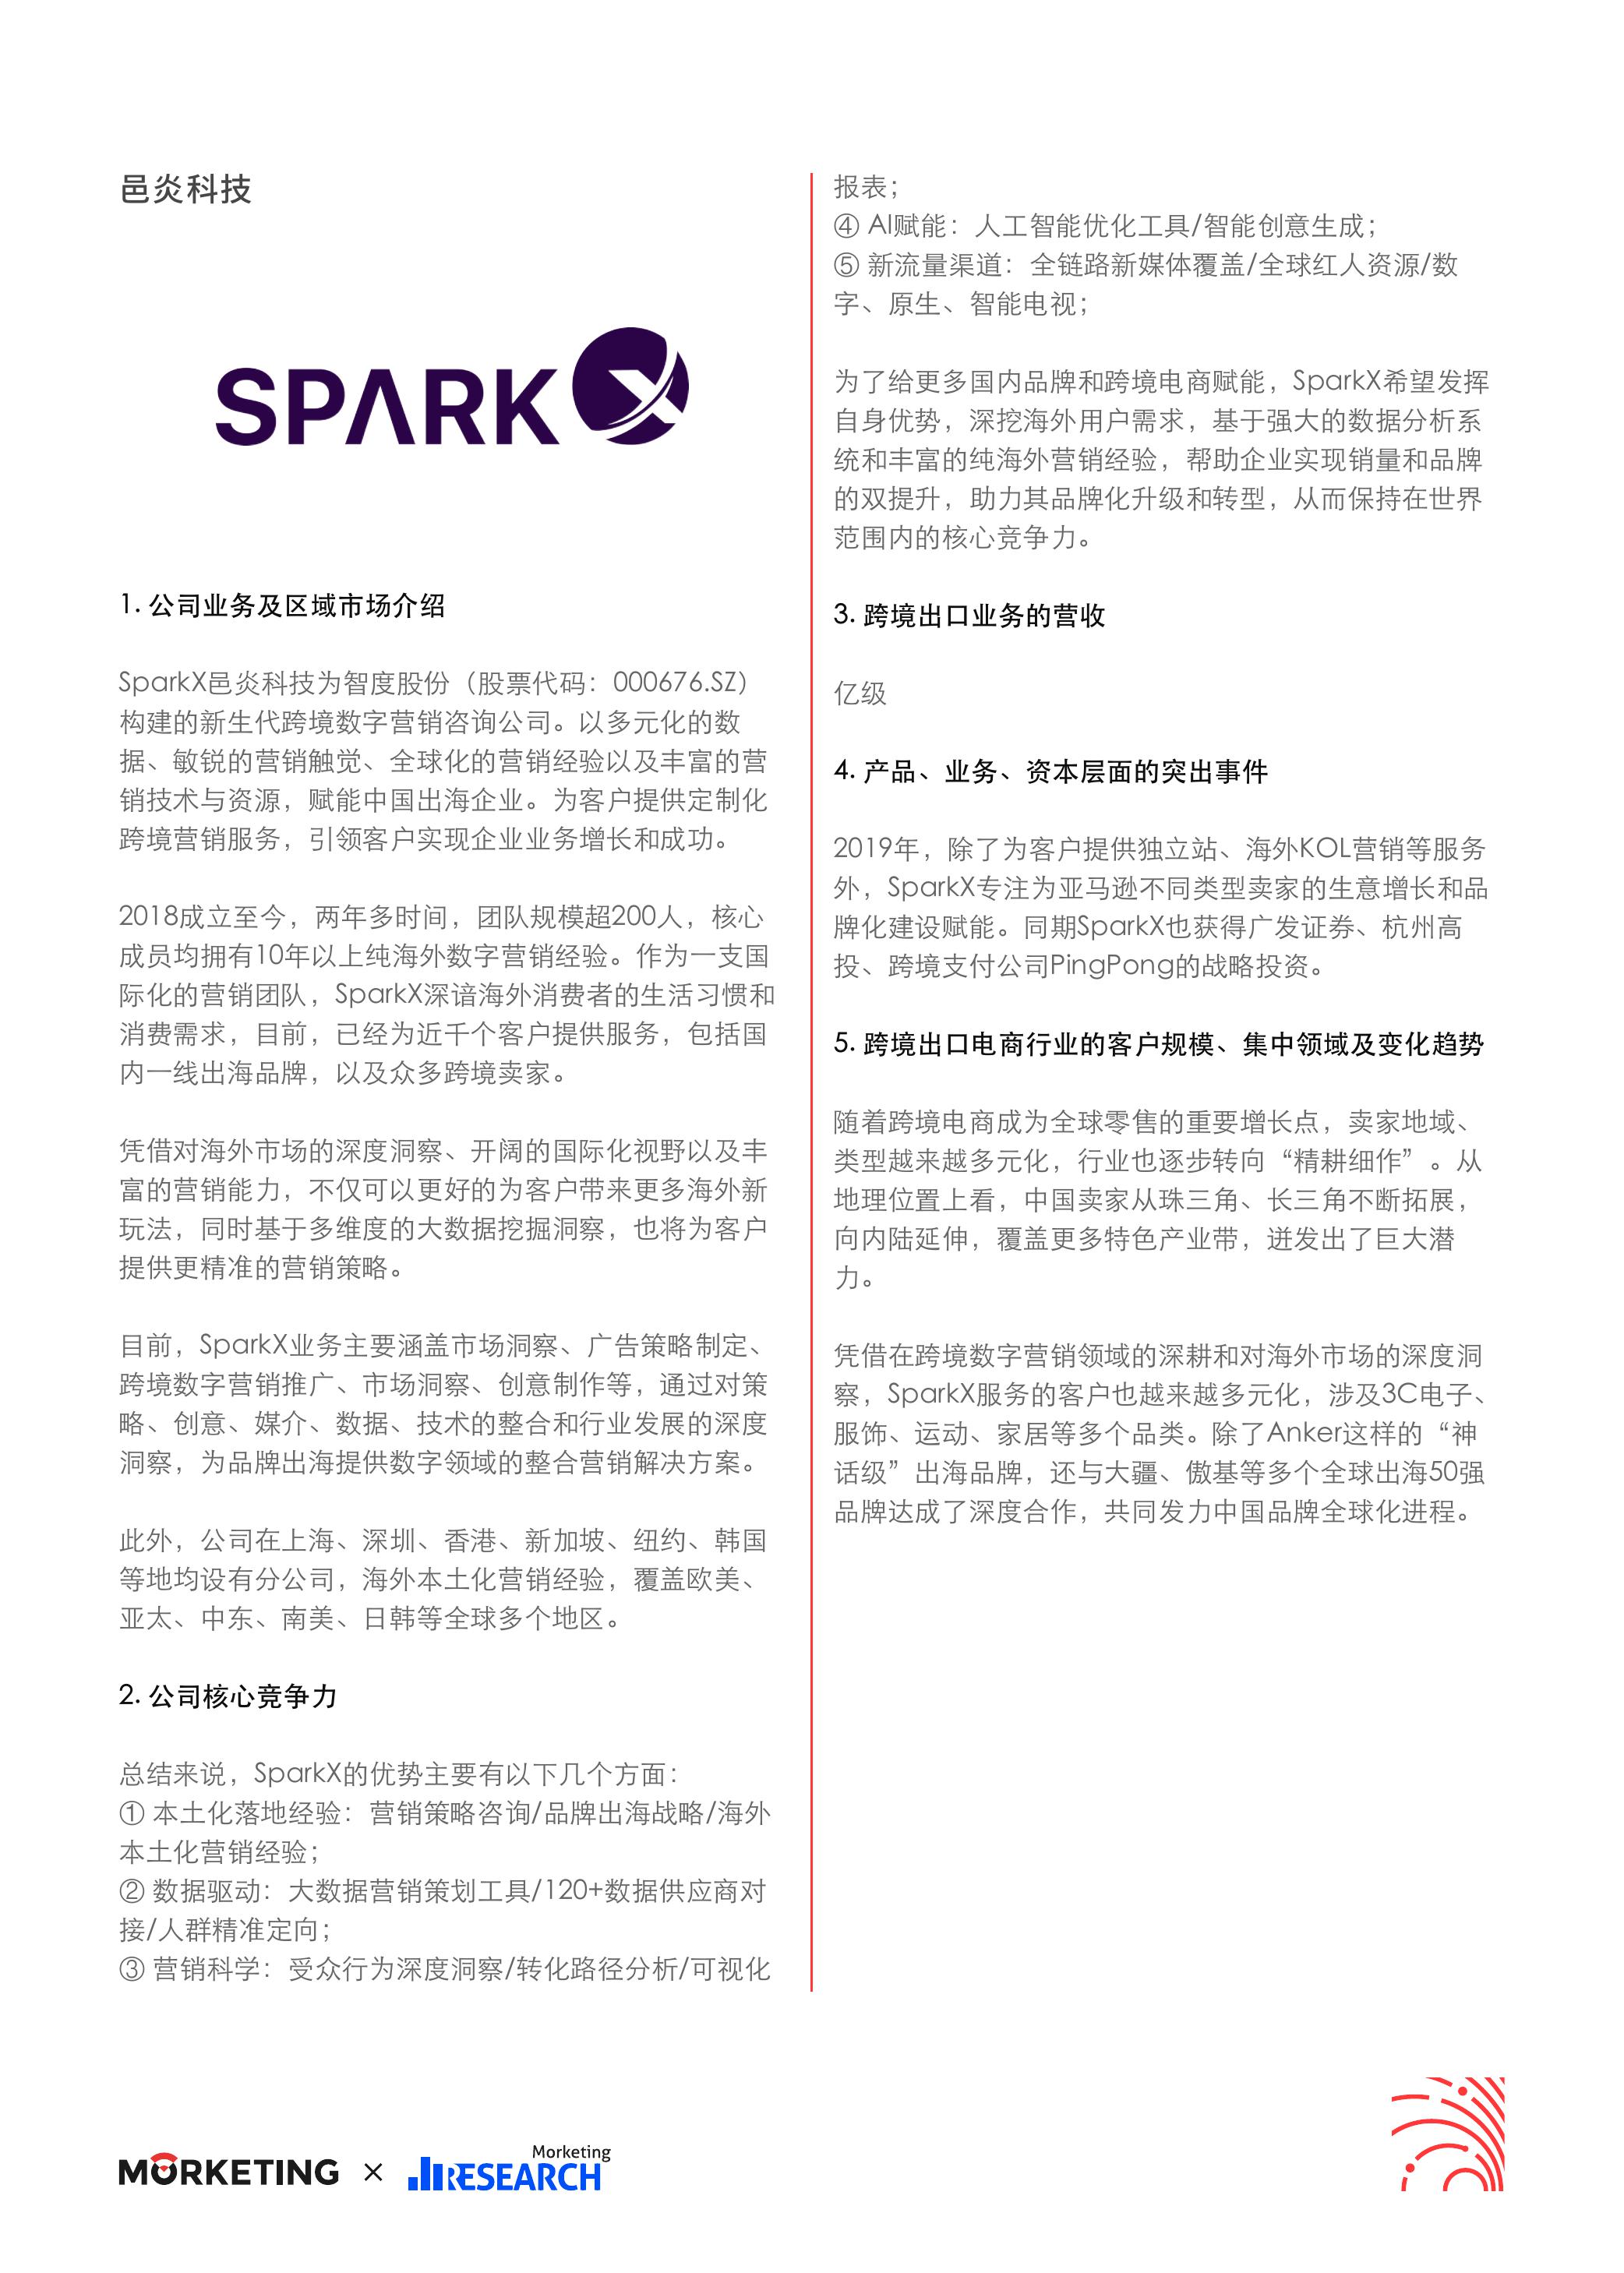 邑炎科技
SPARKX
1. 公司业务及区域市场介绍
SparkX邑炎科技为智度股份（股票代码：000676.SZ）
构建的新生代跨境数字营销咨询公司。以多元化的数
据、敏锐的营销触觉、全球化的营销经验以及丰富的营
销技术与资源，赋能中国出海企业。为客户提供定制化
跨境营销服务，引领客户实现企业业务增长和成功。
2018成立至今，两年多时间，团队规模超200人，核心
成员均拥有10年以上纯海外数字营销经验。作为一支国
际化的营销团队，SparkX深谙海外消费者的生活习惯和
消费需求，目前，已经为近千个客户提供服务，包括国
内一线出海品牌，以及众多跨境卖家。
凭借对海外市场的深度洞察、开阔的国际化视野以及丰
富的营销能力，不仅可以更好的为客户带来更多海外新
玩法，同时基于多维度的大数据挖掘洞察，也将为客户
提供更精准的营销策略。
目前，SparkX业务主要涵盖市场洞察、广告策略制定、
跨境数字营销推广、市场洞察、创意制作等，通过对策
略、创意、媒介、数据、技术的整合和行业发展的深度
洞察，为品牌出海提供数字领域的整合营销解决方案。
此外，公司在上海、深圳、香港、新加坡、纽约、韩国
等地均设有分公司，海外本土化营销经验，覆盖欧美、
亚太、中东、南美、日韩等全球多个地区。
2. 公司核心竞争力
总结来说，SparkX的优势主要有以下几个方面：
① 本土化落地经验：营销策略咨询/品牌出海战略/海外
本土化营销经验；
② 数据驱动：大数据营销策划工具/120+数据供应商对
接/人群精准定向；
③ 营销科学：受众行为深度洞察/转化路径分析/可视化
报表；
④ AI赋能：人工智能优化工具/智能创意生成；
⑤ 新流量渠道：全链路新媒体覆盖/全球红人资源/数
字、原生、智能电视；
为了给更多国内品牌和跨境电商赋能，SparkX希望发挥
自身优势，深挖海外用户需求，基于强大的数据分析系
统和丰富的纯海外营销经验，帮助企业实现销量和品牌
的双提升，助力其品牌化升级和转型，从而保持在世界
范围内的核心竞争力。
3. 跨境出口业务的营收
亿级
4. 产品、业务、资本层面的突出事件
2019年，除了为客户提供独立站、海外KOL营销等服务
外，SparkX专注为亚马逊不同类型卖家的生意增长和品
牌化建设赋能。同期SparkX也获得广发证券、杭州高
投、跨境支付公司PingPong的战略投资。
5. 跨境出口电商行业的客户规模、集中领域及变化趋势
随着跨境电商成为全球零售的重要增长点，卖家地域、
类型越来越多元化，行业也逐步转向“精耕细作”。从
地理位置上看，中国卖家从珠三角、长三角不断拓展，
向内陆延伸，覆盖更多特色产业带，迸发出了巨大潜
力。
凭借在跨境数字营销领域的深耕和对海外市场的深度洞
察，SparkX服务的客户也越来越多元化，涉及3C电子、
服饰、运动、家居等多个品类。除了Anker这样的“神
话级”出海品牌，还与大疆、傲基等多个全球出海50强
品牌达成了深度合作，共同发力中国品牌全球化进程。
MORKETING × Morketing RESEARCH